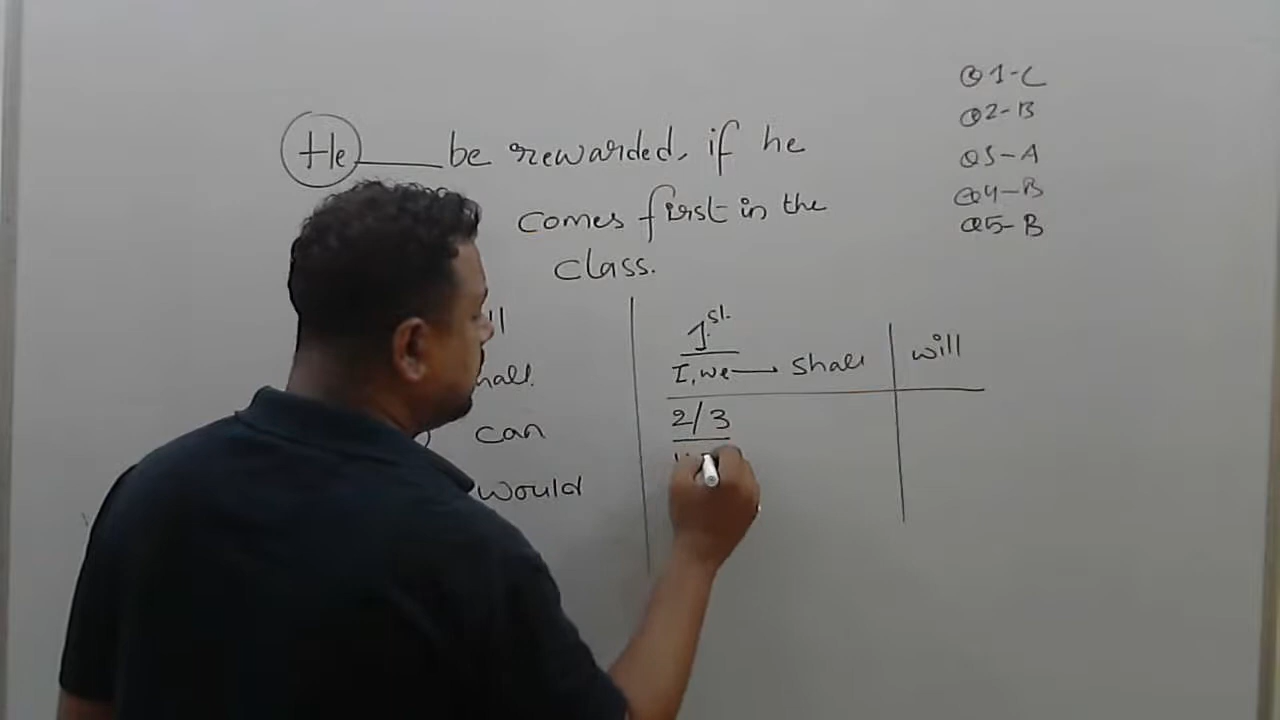 He ____ be rewarded, if he
comes first in the
class.
can
would
1st.
I, we → shall
will
2/3
Q1-C
Q2-B
Q3-A
Q4-B
Q5-B